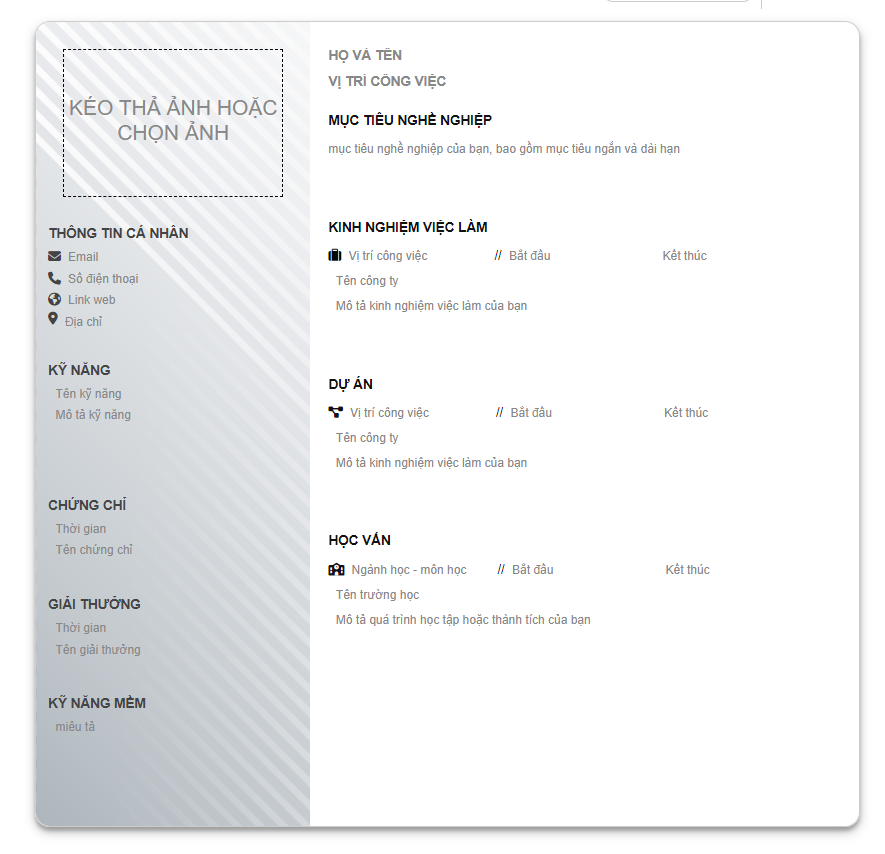 KÉO THẢ ẢNH HOẶC
CHỌN ẢNH
THÔNG TIN CÁ NHÂN
Email
Số điện thoại
Link web
Địa chỉ
KỸ NĂNG
Tên kỹ năng
Mô tả kỹ năng
CHỨNG CHỈ
Thời gian
Tên chứng chỉ
GIẢI THƯỞNG
Thời gian
Tên giải thưởng
KỸ NĂNG MỀM
miêu tả
HỌ VÀ TÊN
VỊ TRÍ CÔNG VIỆC
MỤC TIÊU NGHỀ NGHIỆP
mục tiêu nghề nghiệp của bạn, bao gồm mục tiêu ngắn và dài hạn
KINH NGHIỆM VIỆC LÀM
Vị trí công việc // Bắt đầu Kết thúc
Tên công ty
Mô tả kinh nghiệm việc làm của bạn
DỰ ÁN
Vị trí công việc // Bắt đầu Kết thúc
Tên công ty
Mô tả kinh nghiệm việc làm của bạn
HỌC VẤN
Ngành học - môn học // Bắt đầu Kết thúc
Tên trường học
Mô tả quá trình học tập hoặc thành tích của bạn